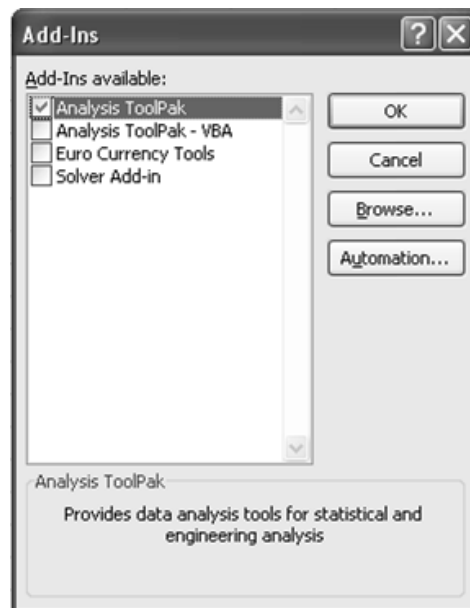 Add-Ins
Add-Ins available:
Analysis ToolPak
Analysis ToolPak - VBA
Euro Currency Tools
Solver Add-in
OK
Cancel
Browse...
Automation...
Analysis ToolPak
Provides data analysis tools for statistical and
engineering analysis